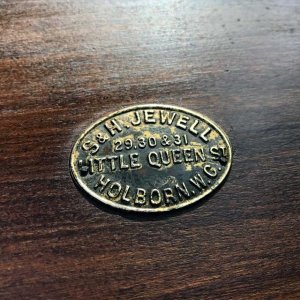 S & H. JEWELL
29,30 & 31
LITTLE QUEEN ST
HOLBORN.W.C.